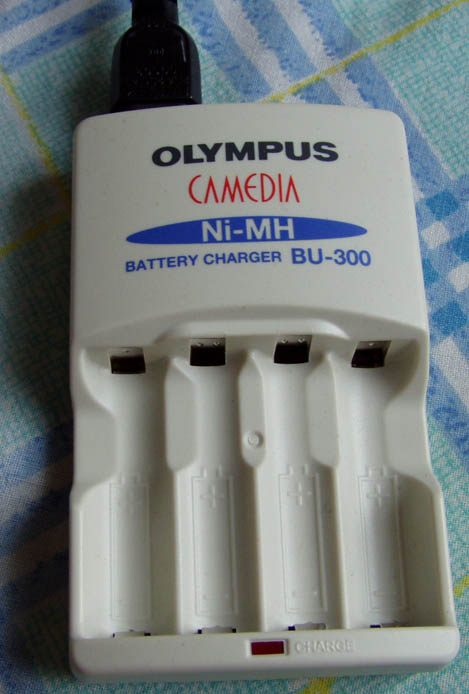 OLYMPUS
CAMEDIA
Ni-MH
BATTERY CHARGER BU-300
CHARGE